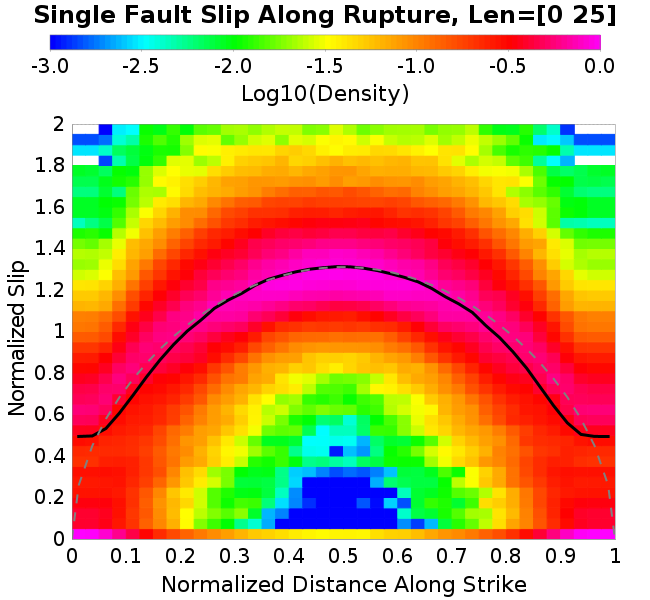 Single Fault Slip Along Rupture, Len=[0 25]
-3.0 -2.5 -2.0 -1.5 -1.0 -0.5 0.0
Log10(Density)
2
1.8
1.6
1.4
1.2
1
0.8
0.6
0.4
0.2
0
Normalized Slip
0 0.1 0.2 0.3 0.4 0.5 0.6 0.7 0.8 0.9 1
Normalized Distance Along Strike